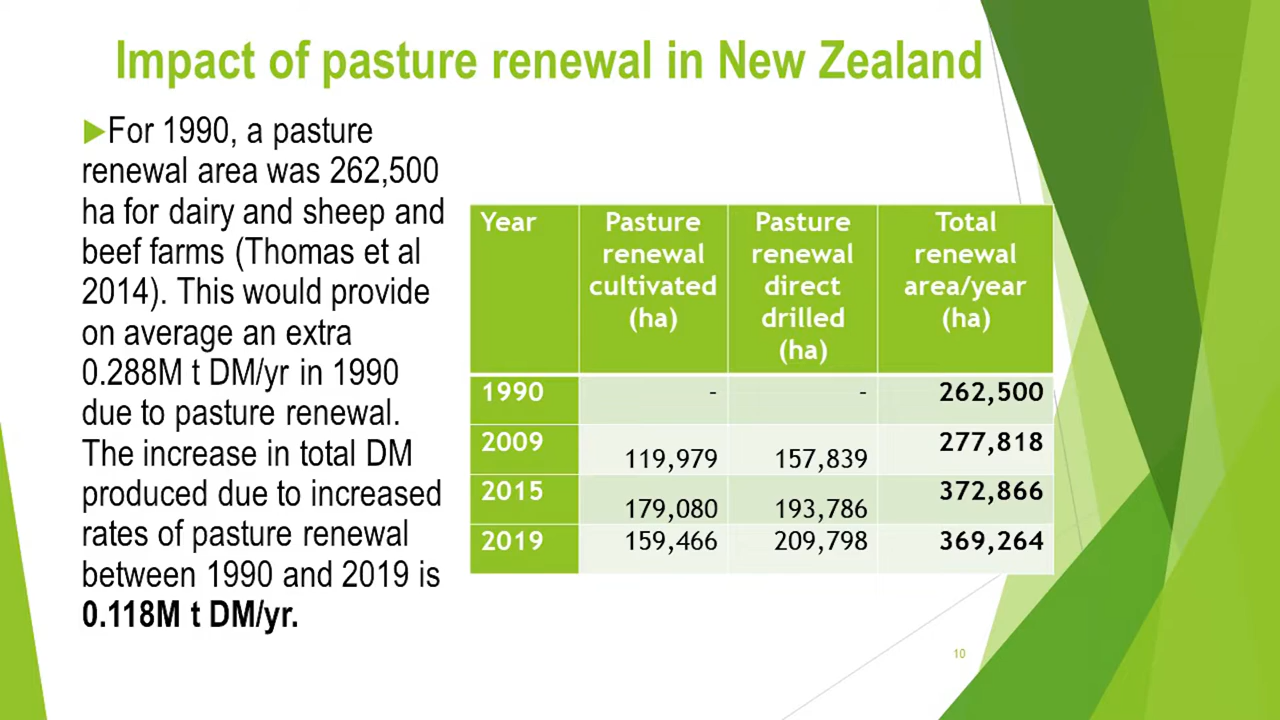 Impact of pasture renewal in New Zealand
For 1990, a pasture
renewal area was 262,500
ha for dairy and sheep and
beef farms (Thomas et al
2014). This would provide
on average an extra
0.288M t DM/yr in 1990
due to pasture renewal.
The increase in total DM
produced due to increased
rates of pasture renewal
between 1990 and 2019 is
0.118M t DM/yr.
Year Pasture renewal cultivated (ha) Pasture renewal direct drilled (ha) Total renewal area/year (ha)
1990 - - 262,500
2009 119,979 157,839 277,818
2015 179,080 193,786 372,866
2019 159,466 209,798 369,264
10